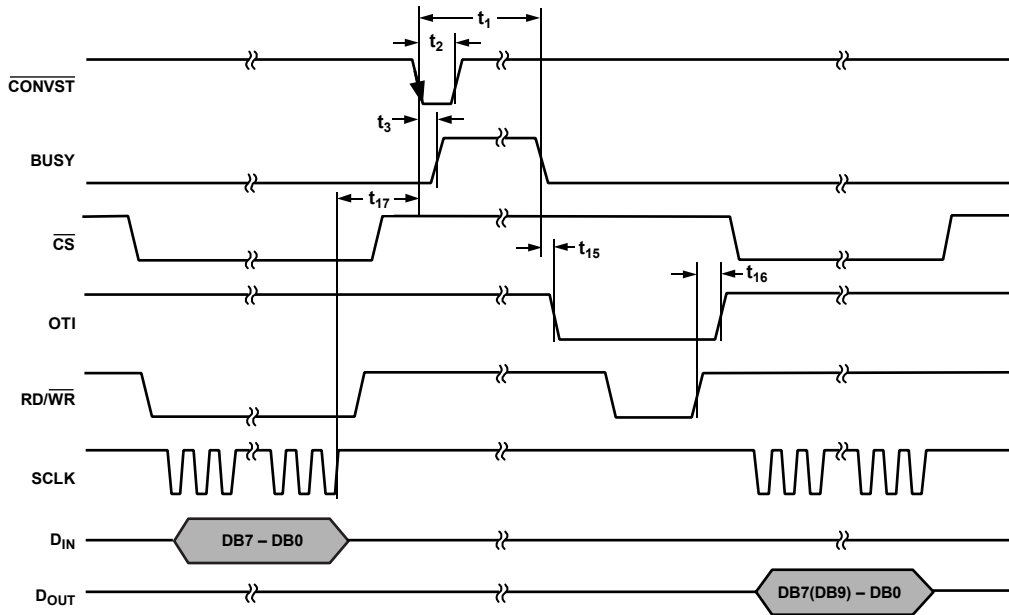 t1
t2
CONVST
t3
BUSY
t17
CS
t15
t16
OTI
RD/WR
SCLK
DIN
DB7 – DB0
DOUT
DB7(DB9) – DB0